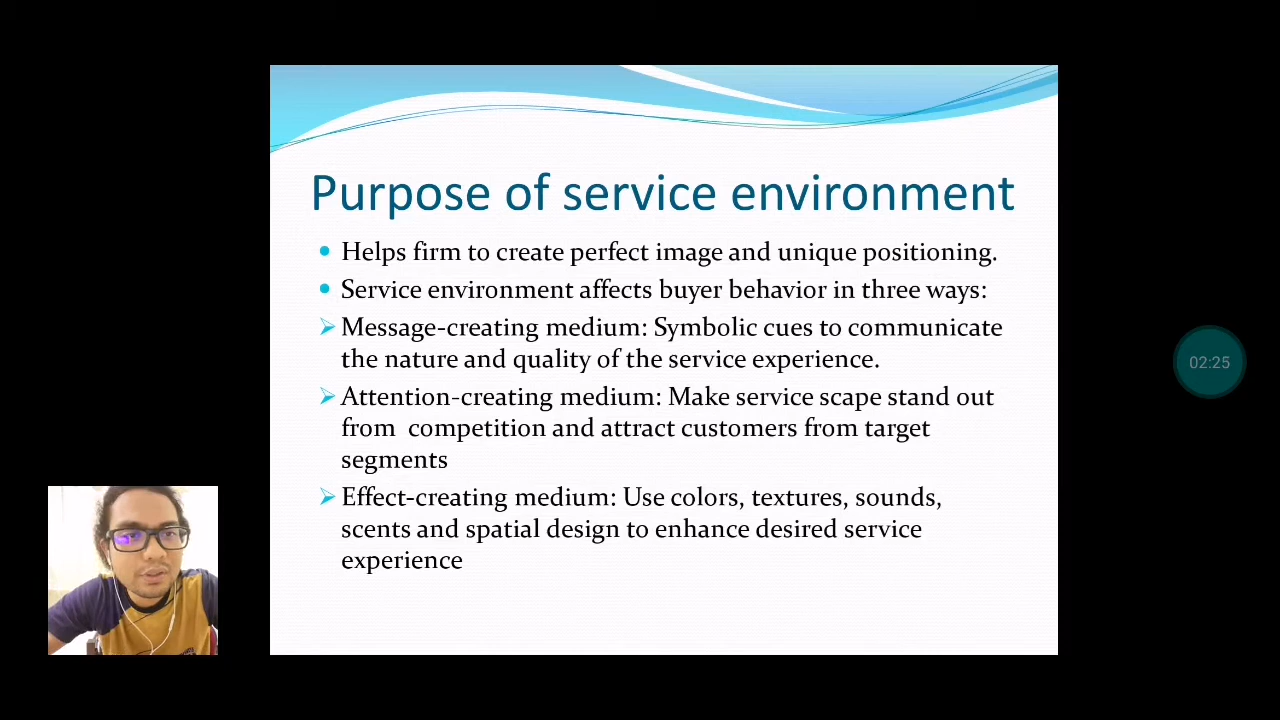 Purpose of service environment
Helps firm to create perfect image and unique positioning.
Service environment affects buyer behavior in three ways:
Message-creating medium: Symbolic cues to communicate
the nature and quality of the service experience.
Attention-creating medium: Make service scape stand out
from  competition and attract customers from target
segments
Effect-creating medium: Use colors, textures, sounds,
scents and spatial design to enhance desired service
experience
02:25